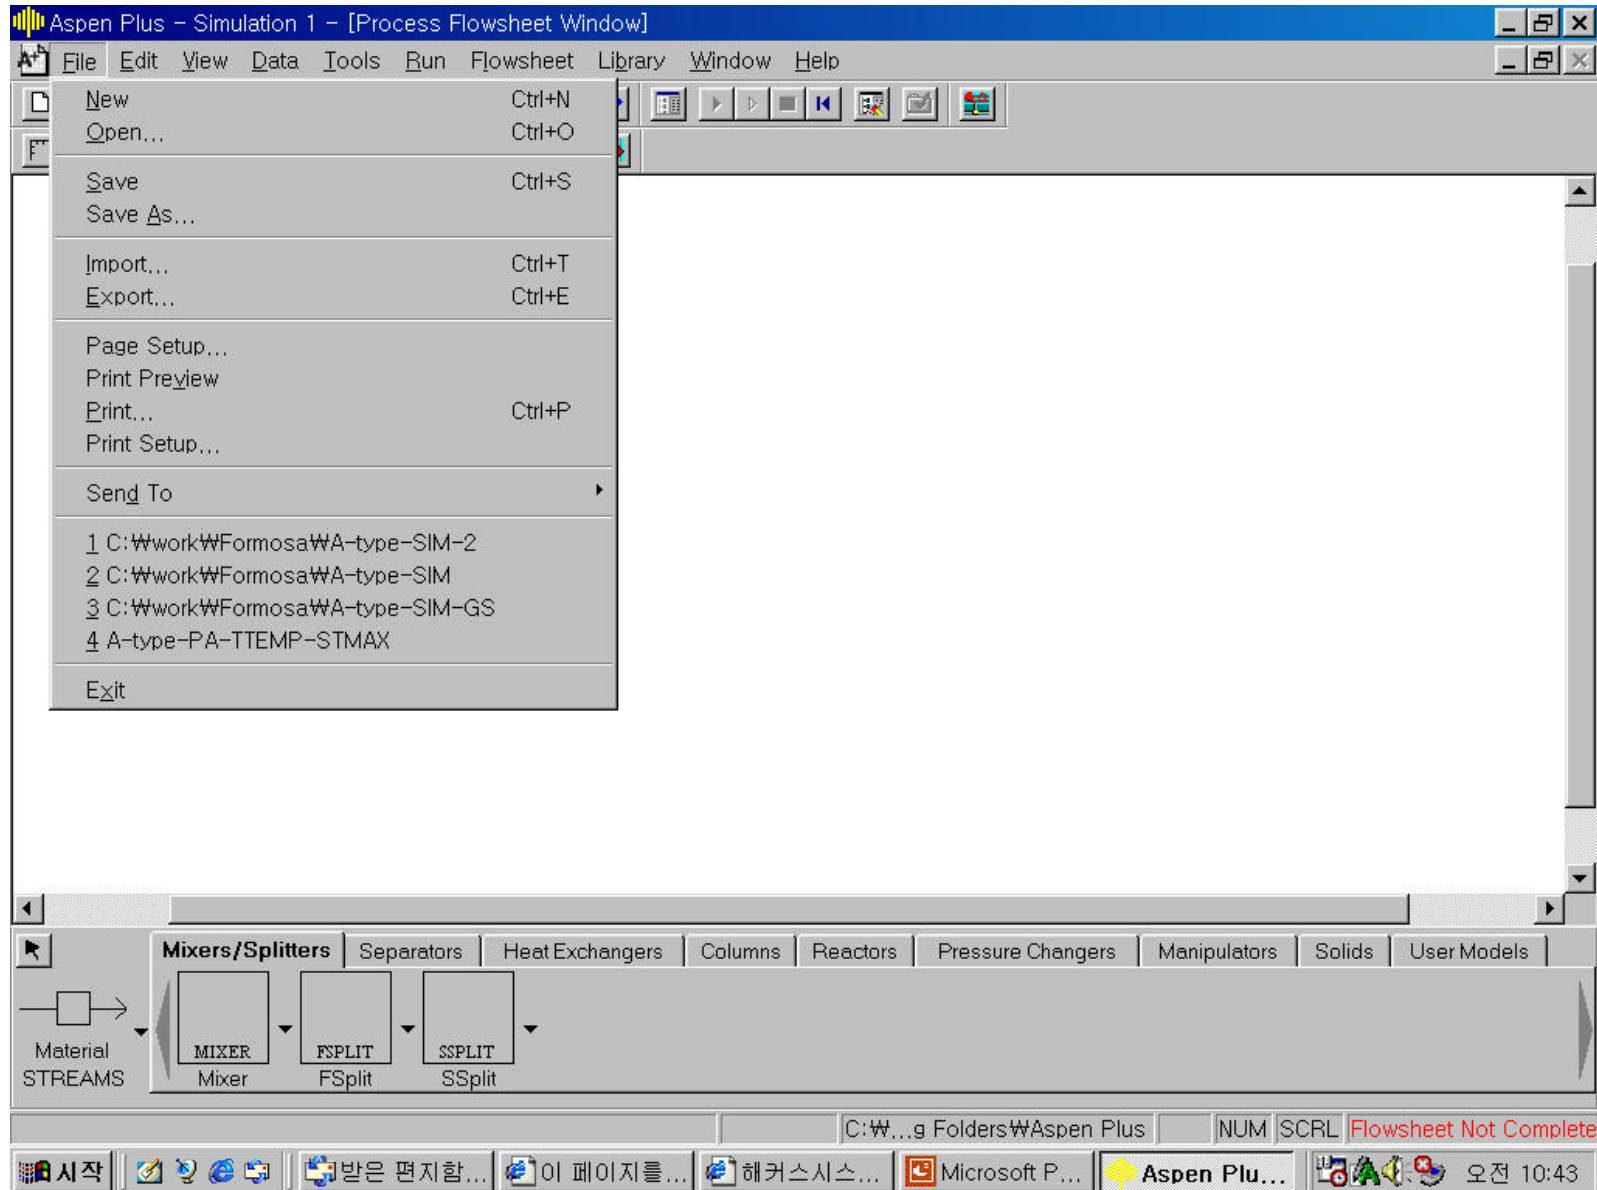 Aspen Plus - Simulation 1 - [Process Flowsheet Window]
File Edit View Data Tools Run Flowsheet Library Window Help
New Ctrl+N
Open... Ctrl+O
Save Ctrl+S
Save As...
Import... Ctrl+T
Export... Ctrl+E
Page Setup...
Print Preview
Print... Ctrl+P
Print Setup...
Send To
1 C:₩work₩Formosa₩A-type-SIM-2
2 C:₩work₩Formosa₩A-type-SIM
3 C:₩work₩Formosa₩A-type-SIM-GS
4 A-type-PA-TTEMP-STMAX
Exit
Mixers/Splitters Separators Heat Exchangers Columns Reactors Pressure Changers Manipulators Solids User Models
MIXER FSPLIT SSPLIT
Material
STREAMS Mixer FSplit SSplit
C:₩...g Folders₩Aspen Plus NUM SCRL Flowsheet Not Complete
시작 받은 편지함... 이 페이지를... 해커스시스... Microsoft P... Aspen Plu... 오전 10:43